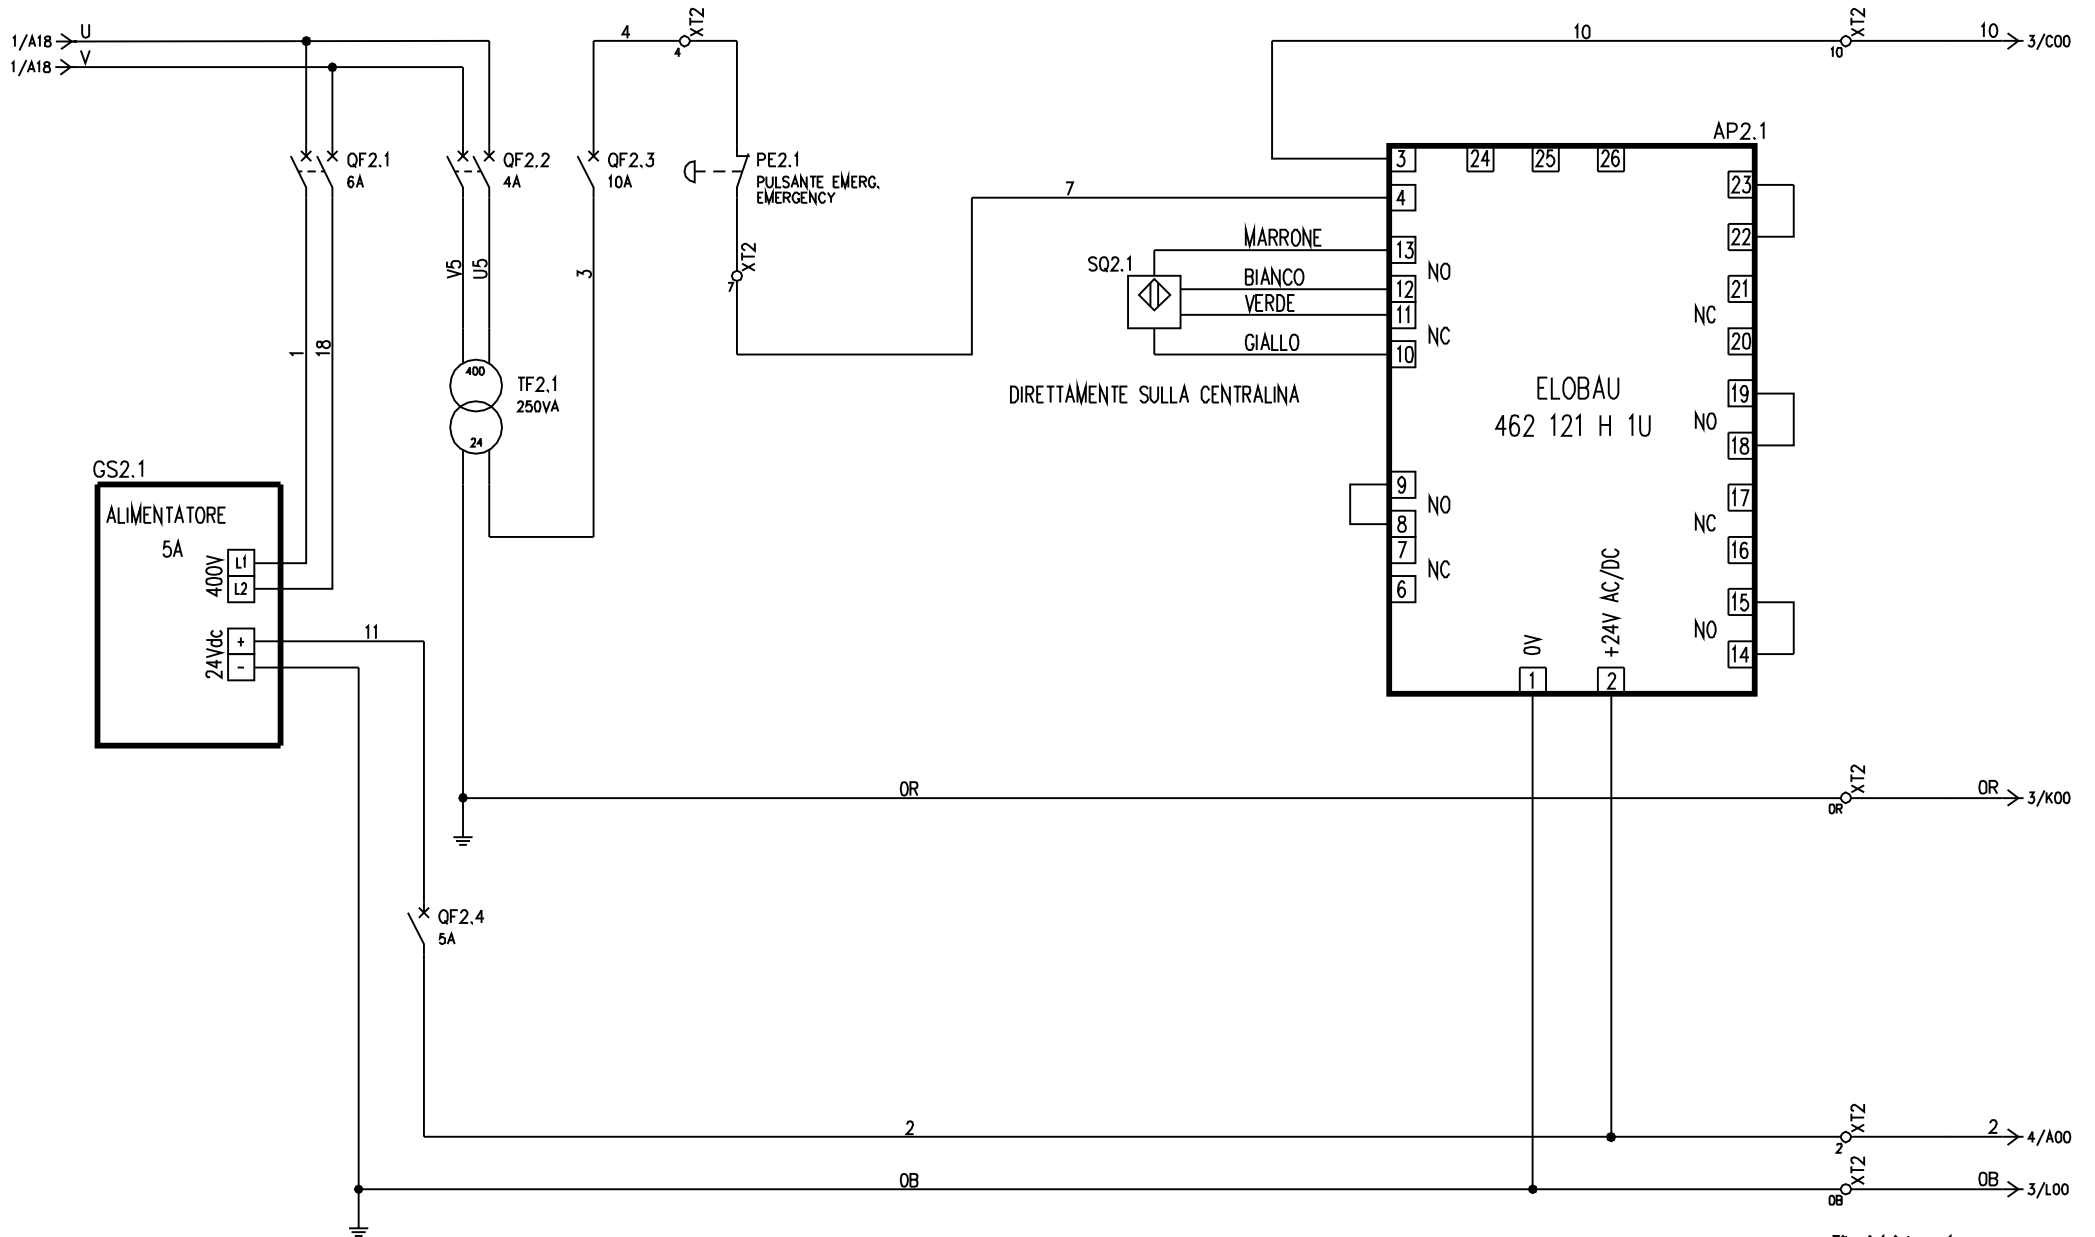 1/A18
U
1/A18
V
4
XT2
4
10
XT2
10
10
3/C00
QF2.1
6A
QF2.2
4A
QF2.3
10A
PE2.1
PULSANTE EMERG.
EMERGENCY
AP2.1
3
24
25
26
23
4
7
22
13
MARRONE
NO
SQ2.1
BIANCO
12
VERDE
11
NC
GIALLO
10
21
NC
20
V5
U5
3
XT2
7
1
18
400
TF2.1
250VA
24
DIRETTAMENTE SULLA CENTRALINA
ELOBAU
462 121 H 1U
19
NO
18
GS2.1
ALIMENTATORE
5A
400V
L1
L2
24Vdc
+
-
11
9
NO
8
7
NC
6
17
NC
16
15
NO
14
0V
+24V AC/DC
1
2
0R
XT2
0R
0R
3/K00
QF2.4
5A
2
XT2
2
2
4/A00
0B
XT2
0B
0B
3/L00